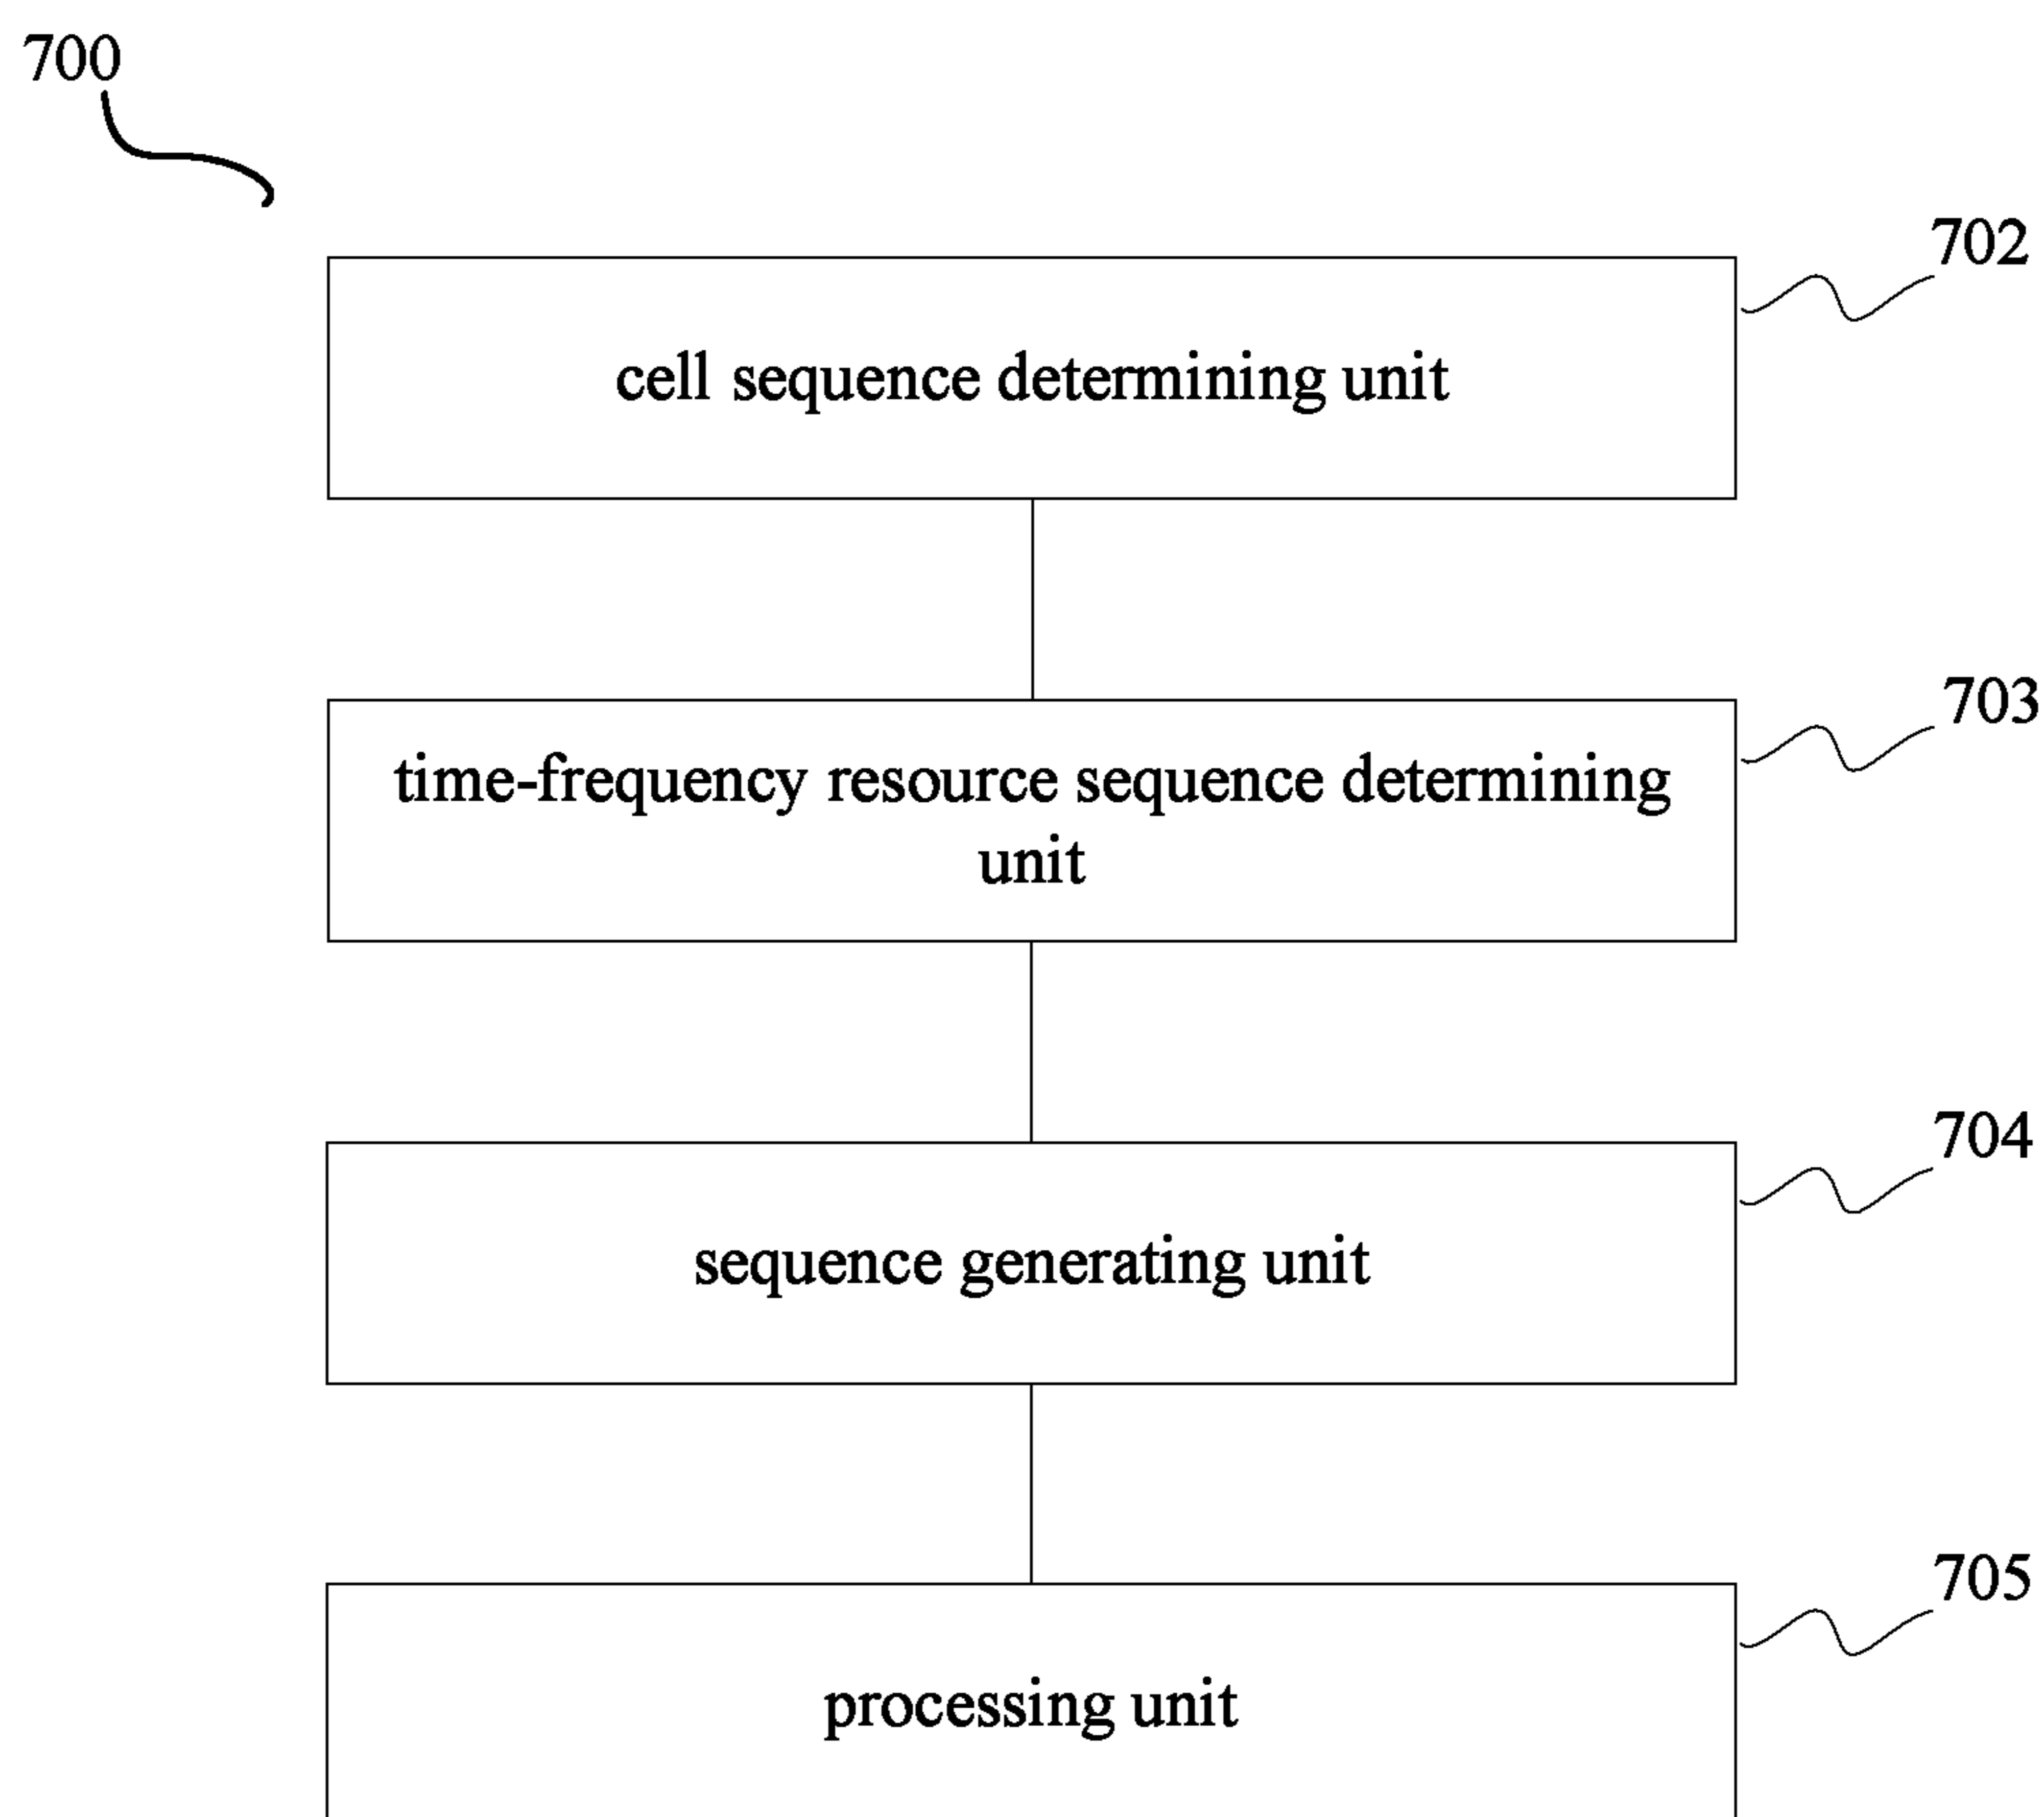 700
702
cell sequence determining unit
703
time-frequency resource sequence determining
unit
704
sequence generating unit
705
processing unit